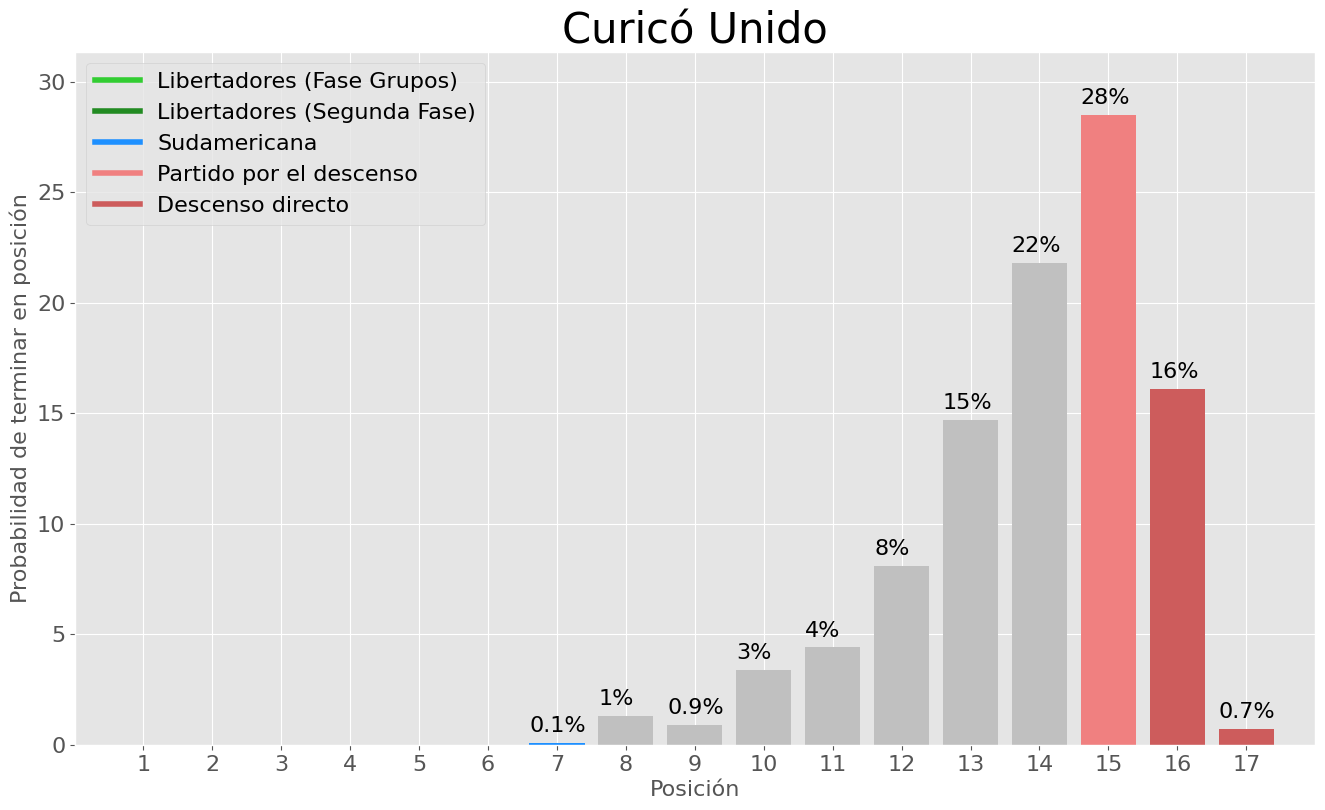 Curicó Unido
Libertadores (Fase Grupos)
Libertadores (Segunda Fase)
Sudamericana
Partido por el descenso
Descenso directo
Probabilidad de terminar en posición
30
25
20
15
10
5
0
0.1%
1%
0.9%
3%
4%
8%
15%
22%
28%
16%
0.7%
1 2 3 4 5 6 7 8 9 10 11 12 13 14 15 16 17
Posición